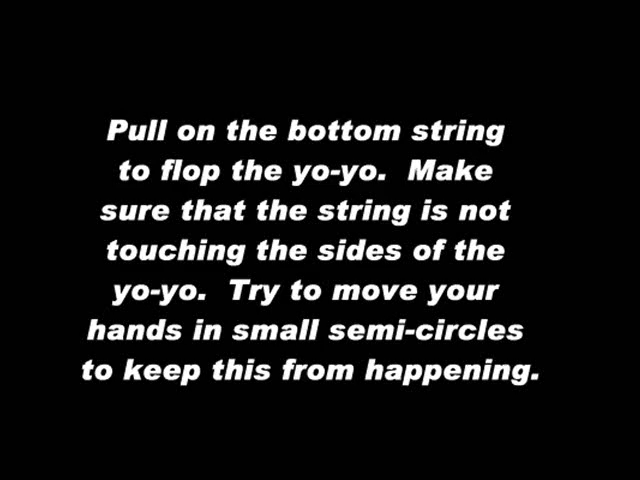 Pull on the bottom string
to flop the yo-yo.  Make
sure that the string is not
touching the sides of the
yo-yo.  Try to move your
hands in small semi-circles
to keep this from happening.